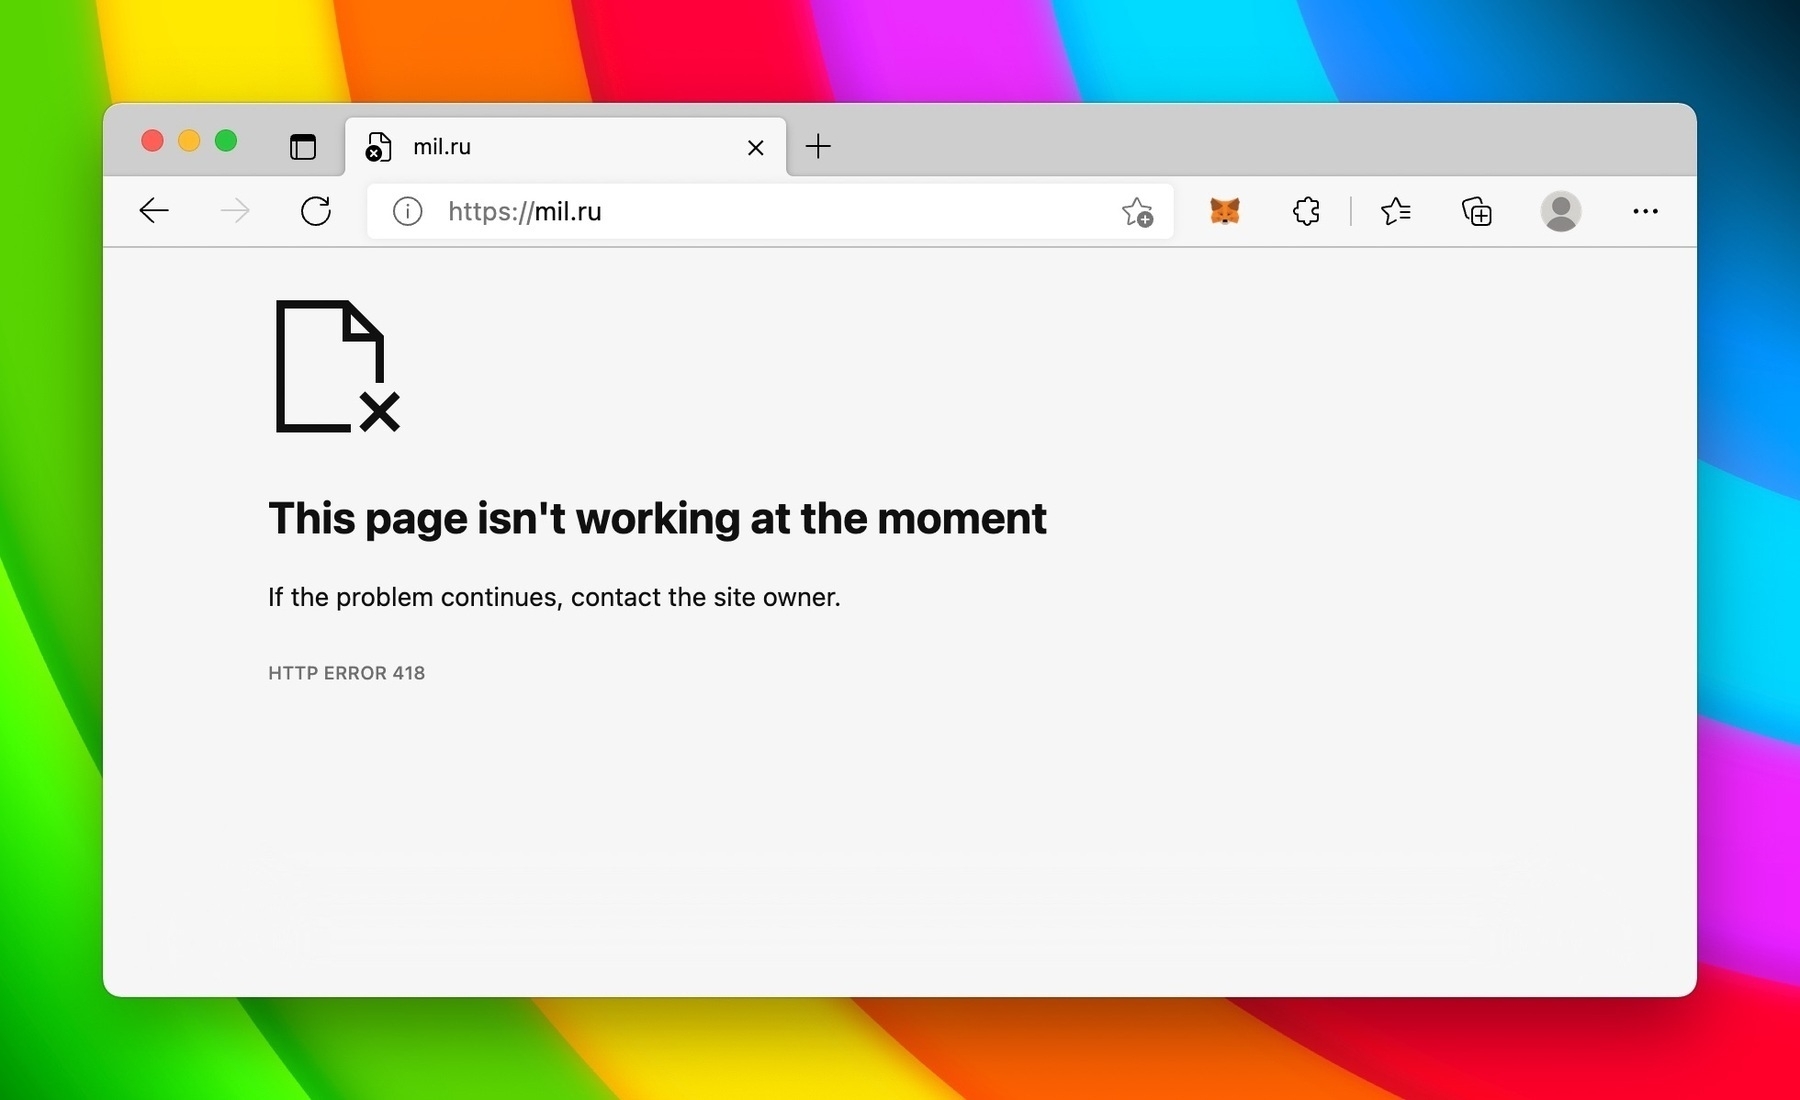 mil.ru
https://mil.ru
This page isn't working at the moment
If the problem continues, contact the site owner.
HTTP ERROR 418